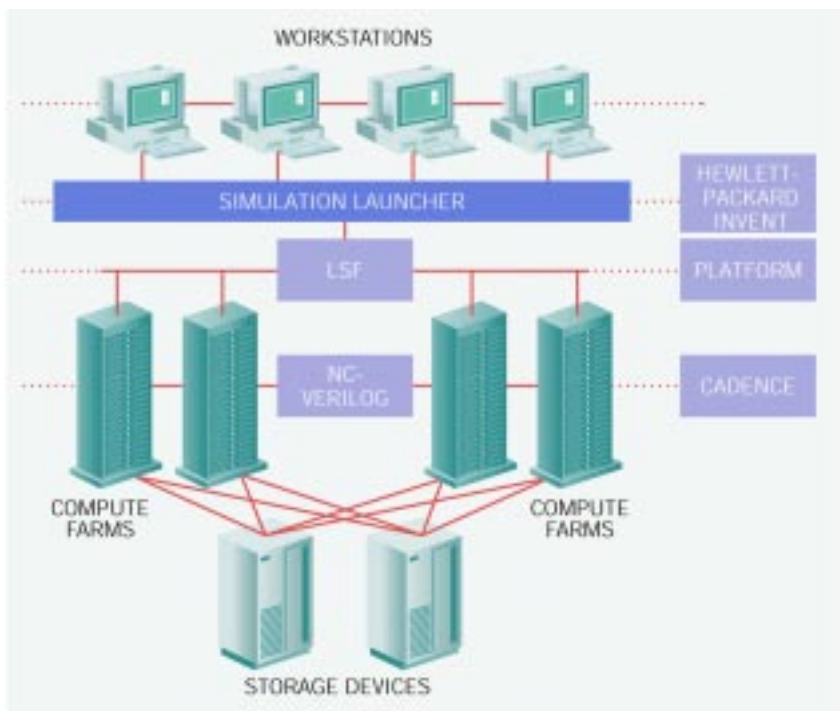 WORKSTATIONS
SIMULATION LAUNCHER
HEWLETT-
PACKARD
INVENT
LSF
PLATFORM
NC-
VERILOG
CADENCE
COMPUTE
FARMS
COMPUTE
FARMS
STORAGE DEVICES